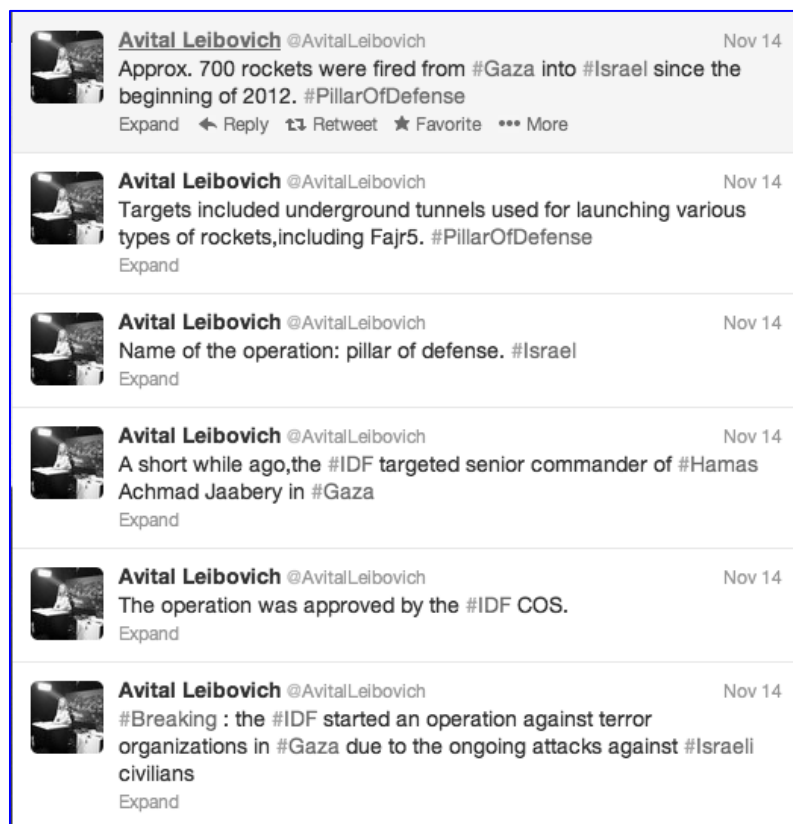 Avital Leibovich @AvitalLeibovich Nov 14
Approx. 700 rockets were fired from #Gaza into #Israel since the
beginning of 2012. #PillarOfDefense
Expand Reply Retweet Favorite More
Avital Leibovich @AvitalLeibovich Nov 14
Targets included underground tunnels used for launching various
types of rockets,including Fajr5. #PillarOfDefense
Expand
Avital Leibovich @AvitalLeibovich Nov 14
Name of the operation: pillar of defense. #Israel
Expand
Avital Leibovich @AvitalLeibovich Nov 14
A short while ago,the #IDF targeted senior commander of #Hamas
Achmad Jaabery in #Gaza
Expand
Avital Leibovich @AvitalLeibovich Nov 14
The operation was approved by the #IDF COS.
Expand
Avital Leibovich @AvitalLeibovich Nov 14
#Breaking : the #IDF started an operation against terror
organizations in #Gaza due to the ongoing attacks against #Israeli
civilians
Expand